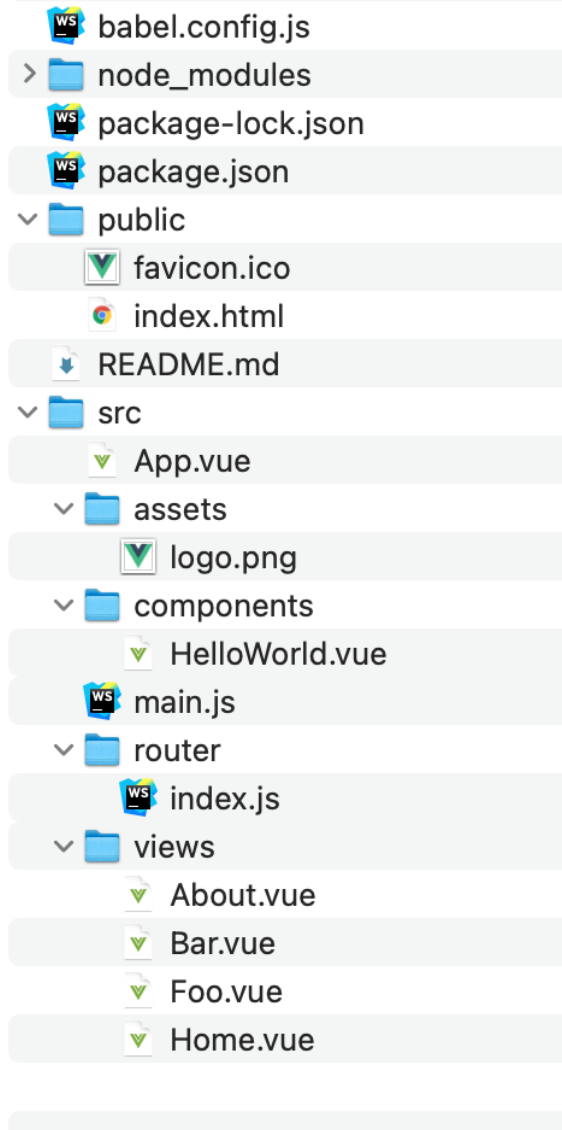 babel.config.js
node_modules
package-lock.json
package.json
public
favicon.ico
index.html
README.md
src
App.vue
assets
logo.png
components
HelloWorld.vue
main.js
router
index.js
views
About.vue
Bar.vue
Foo.vue
Home.vue